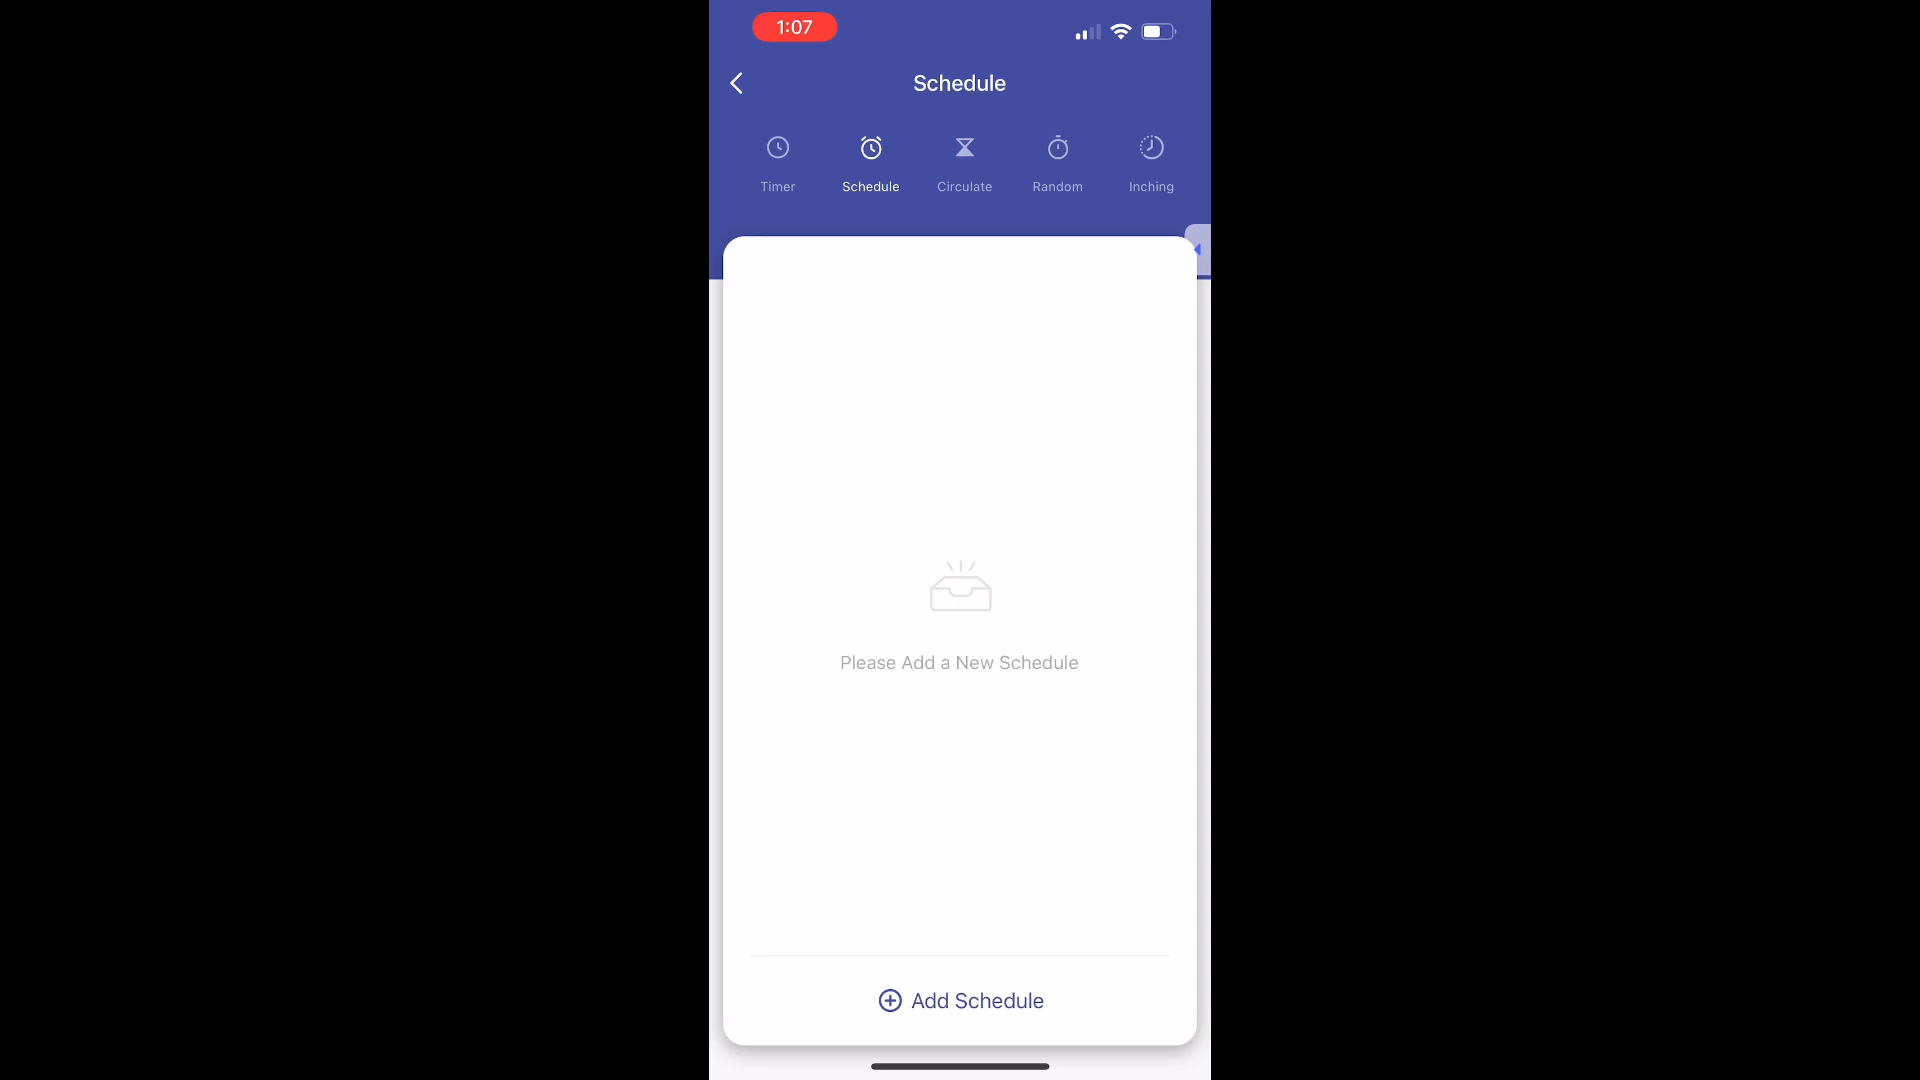 1:07
Schedule
Timer
Schedule
Circulate
Random
Inching
Please Add a New Schedule
Add Schedule